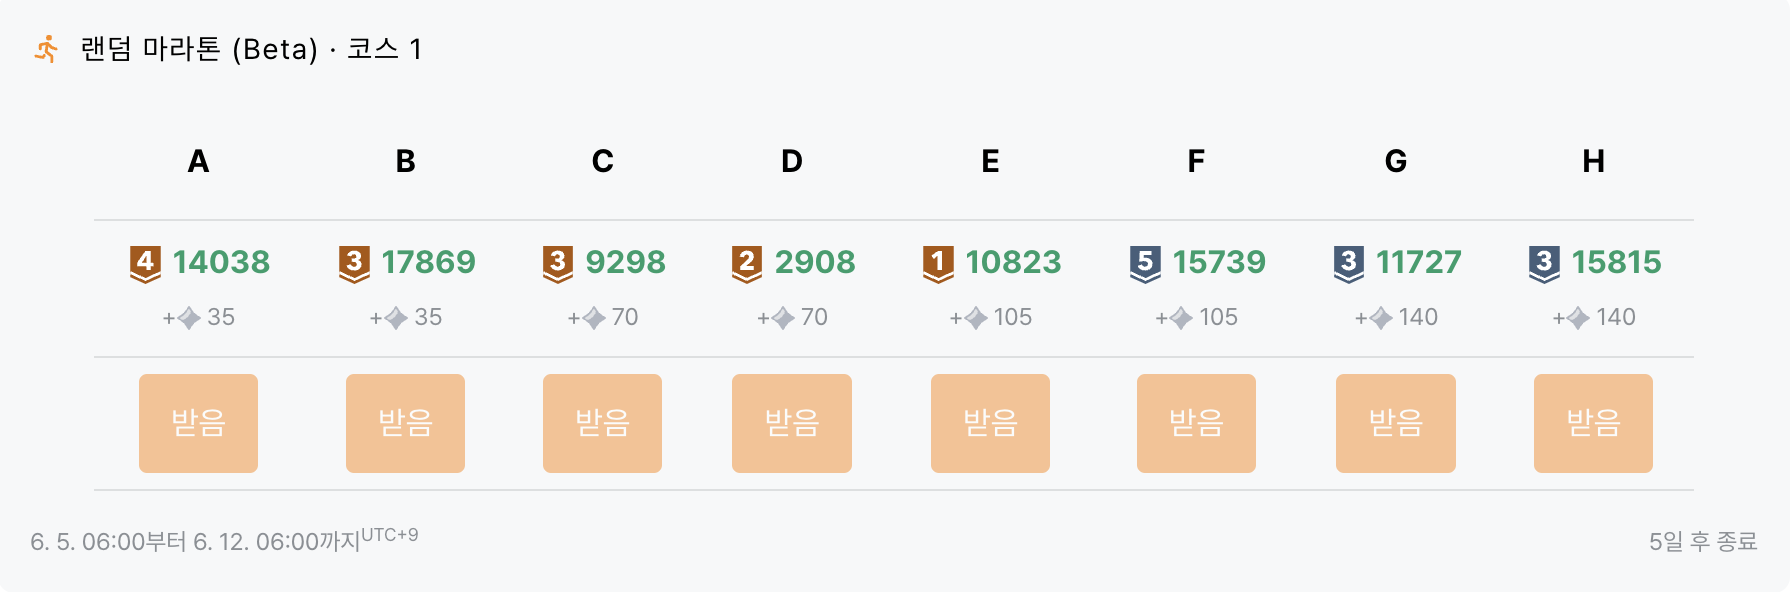 랜덤 마라톤 (Beta) · 코스 1
A B C D E F G H
4 14038 3 17869 3 9298 2 2908 1 10823 5 15739 3 11727 3 15815
+35 +35 +70 +70 +105 +105 +140 +140
받음 받음 받음 받음 받음 받음 받음 받음
6. 5. 06:00부터 6. 12. 06:00까지UTC+9 5일 후 종료